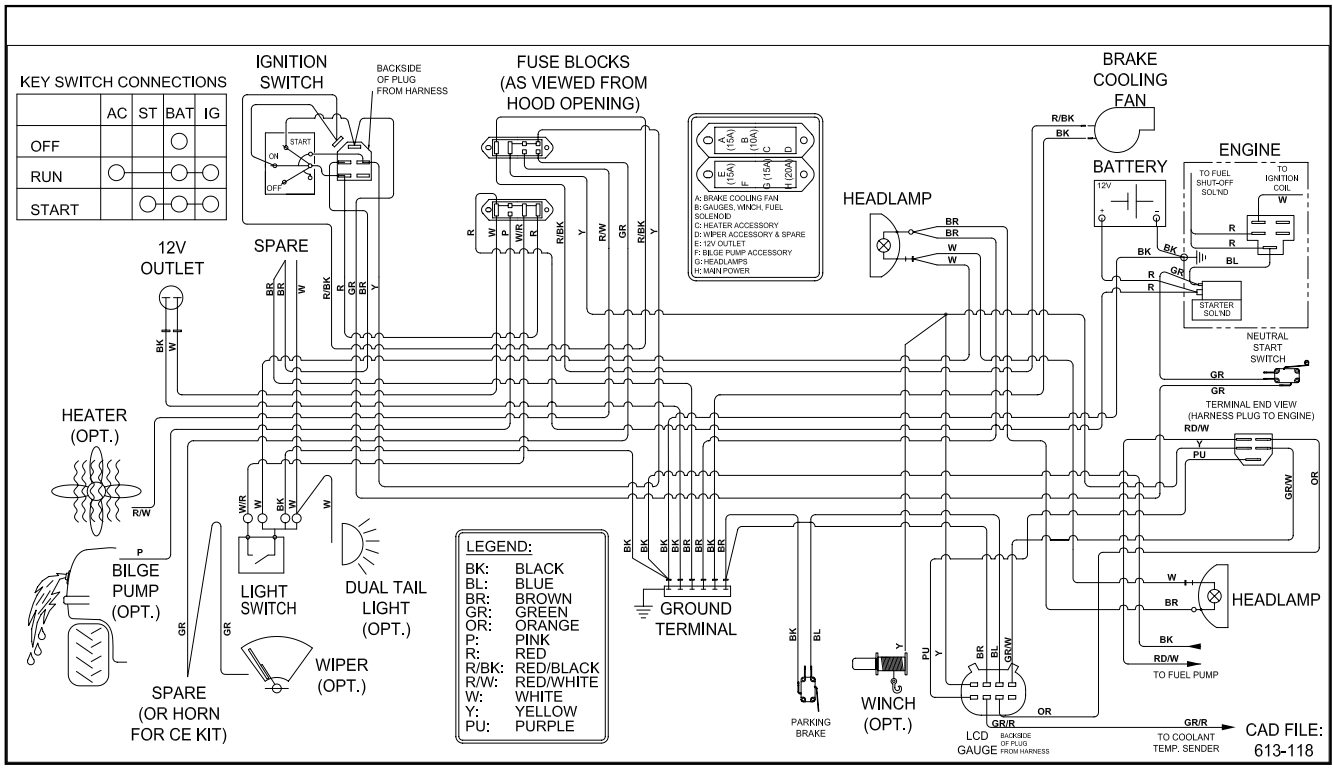 KEY SWITCH CONNECTIONS
AC ST BAT IG
OFF
RUN
START
IGNITION
SWITCH
BACKSIDE
OF PLUG
FROM HARNESS
START
ON
OFF
FUSE BLOCKS
(AS VIEWED FROM
HOOD OPENING)
A (15A)
B (10A)
C
D
E (15A)
F
G (15A)
H (20A)
A: BRAKE COOLING FAN
B: GAUGES, WINCH, FUEL
SOLENOID
C: HEATER ACCESSORY
D: WIPER ACCESSORY & SPARE
E: 12V OUTLET
F: BILGE PUMP ACCESSORY
G: HEADLAMPS
H: MAIN POWER
BRAKE
COOLING
FAN
R/BK
BK
BATTERY
12V
+
-
ENGINE
TO FUEL
SHUT-OFF
SOL'ND
TO
IGNITION
COIL
W
R
R
BL
BK
BK
GR
R
R
STARTER
SOL'ND
NEUTRAL
START
SWITCH
GR
GR
HEADLAMP
BR
BR
W
W
12V
OUTLET
BK
W
SPARE
BR
BR
W
R/BK
R
GR
BR
Y
R
W
P
W/R
R
R/BK
Y
R/W
GR
R/BK
Y
TERMINAL END VIEW
(HARNESS PLUG TO ENGINE)
RD/W
Y
PU
GR/W
OR
HEATER
(OPT.)
R/W
P
BILGE
PUMP
(OPT.)
GR
GR
W/R
W
BK
W
W
LIGHT
SWITCH
DUAL TAIL
LIGHT
(OPT.)
WIPER
(OPT.)
SPARE
(OR HORN
FOR CE KIT)
LEGEND:
BK: BLACK
BL: BLUE
BR: BROWN
GR: GREEN
OR: ORANGE
P: PINK
R: RED
R/BK: RED/BLACK
R/W: RED/WHITE
W: WHITE
Y: YELLOW
PU: PURPLE
BK
BK
BK
BR
BR
BK
BR
GROUND
TERMINAL
BK
BL
PARKING
BRAKE
Y
WINCH
(OPT.)
PU
Y
BR
BL
GR/W
OR
GR/R
LCD
GAUGE
BACKSIDE
OF PLUG
FROM HARNESS
W
BR
HEADLAMP
BK
RD/W
TO FUEL PUMP
GR/R
TO COOLANT
TEMP. SENDER
CAD FILE:
613-118